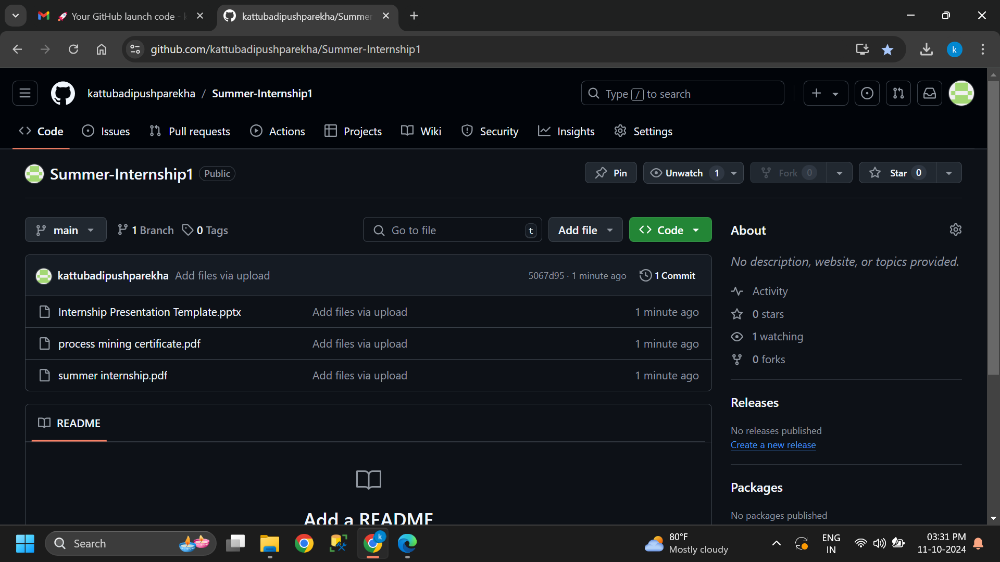 🚀 Your GitHub launch code -
kattubadipushparekha/Summer
github.com/kattubadipushparekha/Summer-Internship1
k
kattubadipushparekha / Summer-Internship1
Type / to search
Code
Issues
Pull requests
Actions
Projects
Wiki
Security
Insights
Settings
Summer-Internship1 Public
Pin
Unwatch 1
Fork 0
Star 0
main
1 Branch
0 Tags
Go to file t
Add file
Code
kattubadipushparekha Add files via upload 5067d95 · 1 minute ago 1 Commit
Internship Presentation Template.pptx Add files via upload 1 minute ago
process mining certificate.pdf Add files via upload 1 minute ago
summer internship.pdf Add files via upload 1 minute ago
README
Add a README
About
No description, website, or topics provided.
Activity
0 stars
1 watching
0 forks
Releases
No releases published
Create a new release
Packages
No packages published
Search
k
80°F
Mostly cloudy
ENG
IN
03:31 PM
11-10-2024